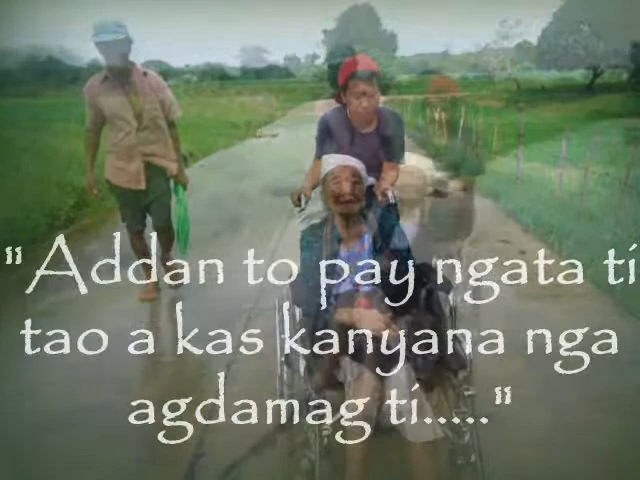 "Addan to pay ngata ti
tao a kas kanyana nga
agdamag ti....."